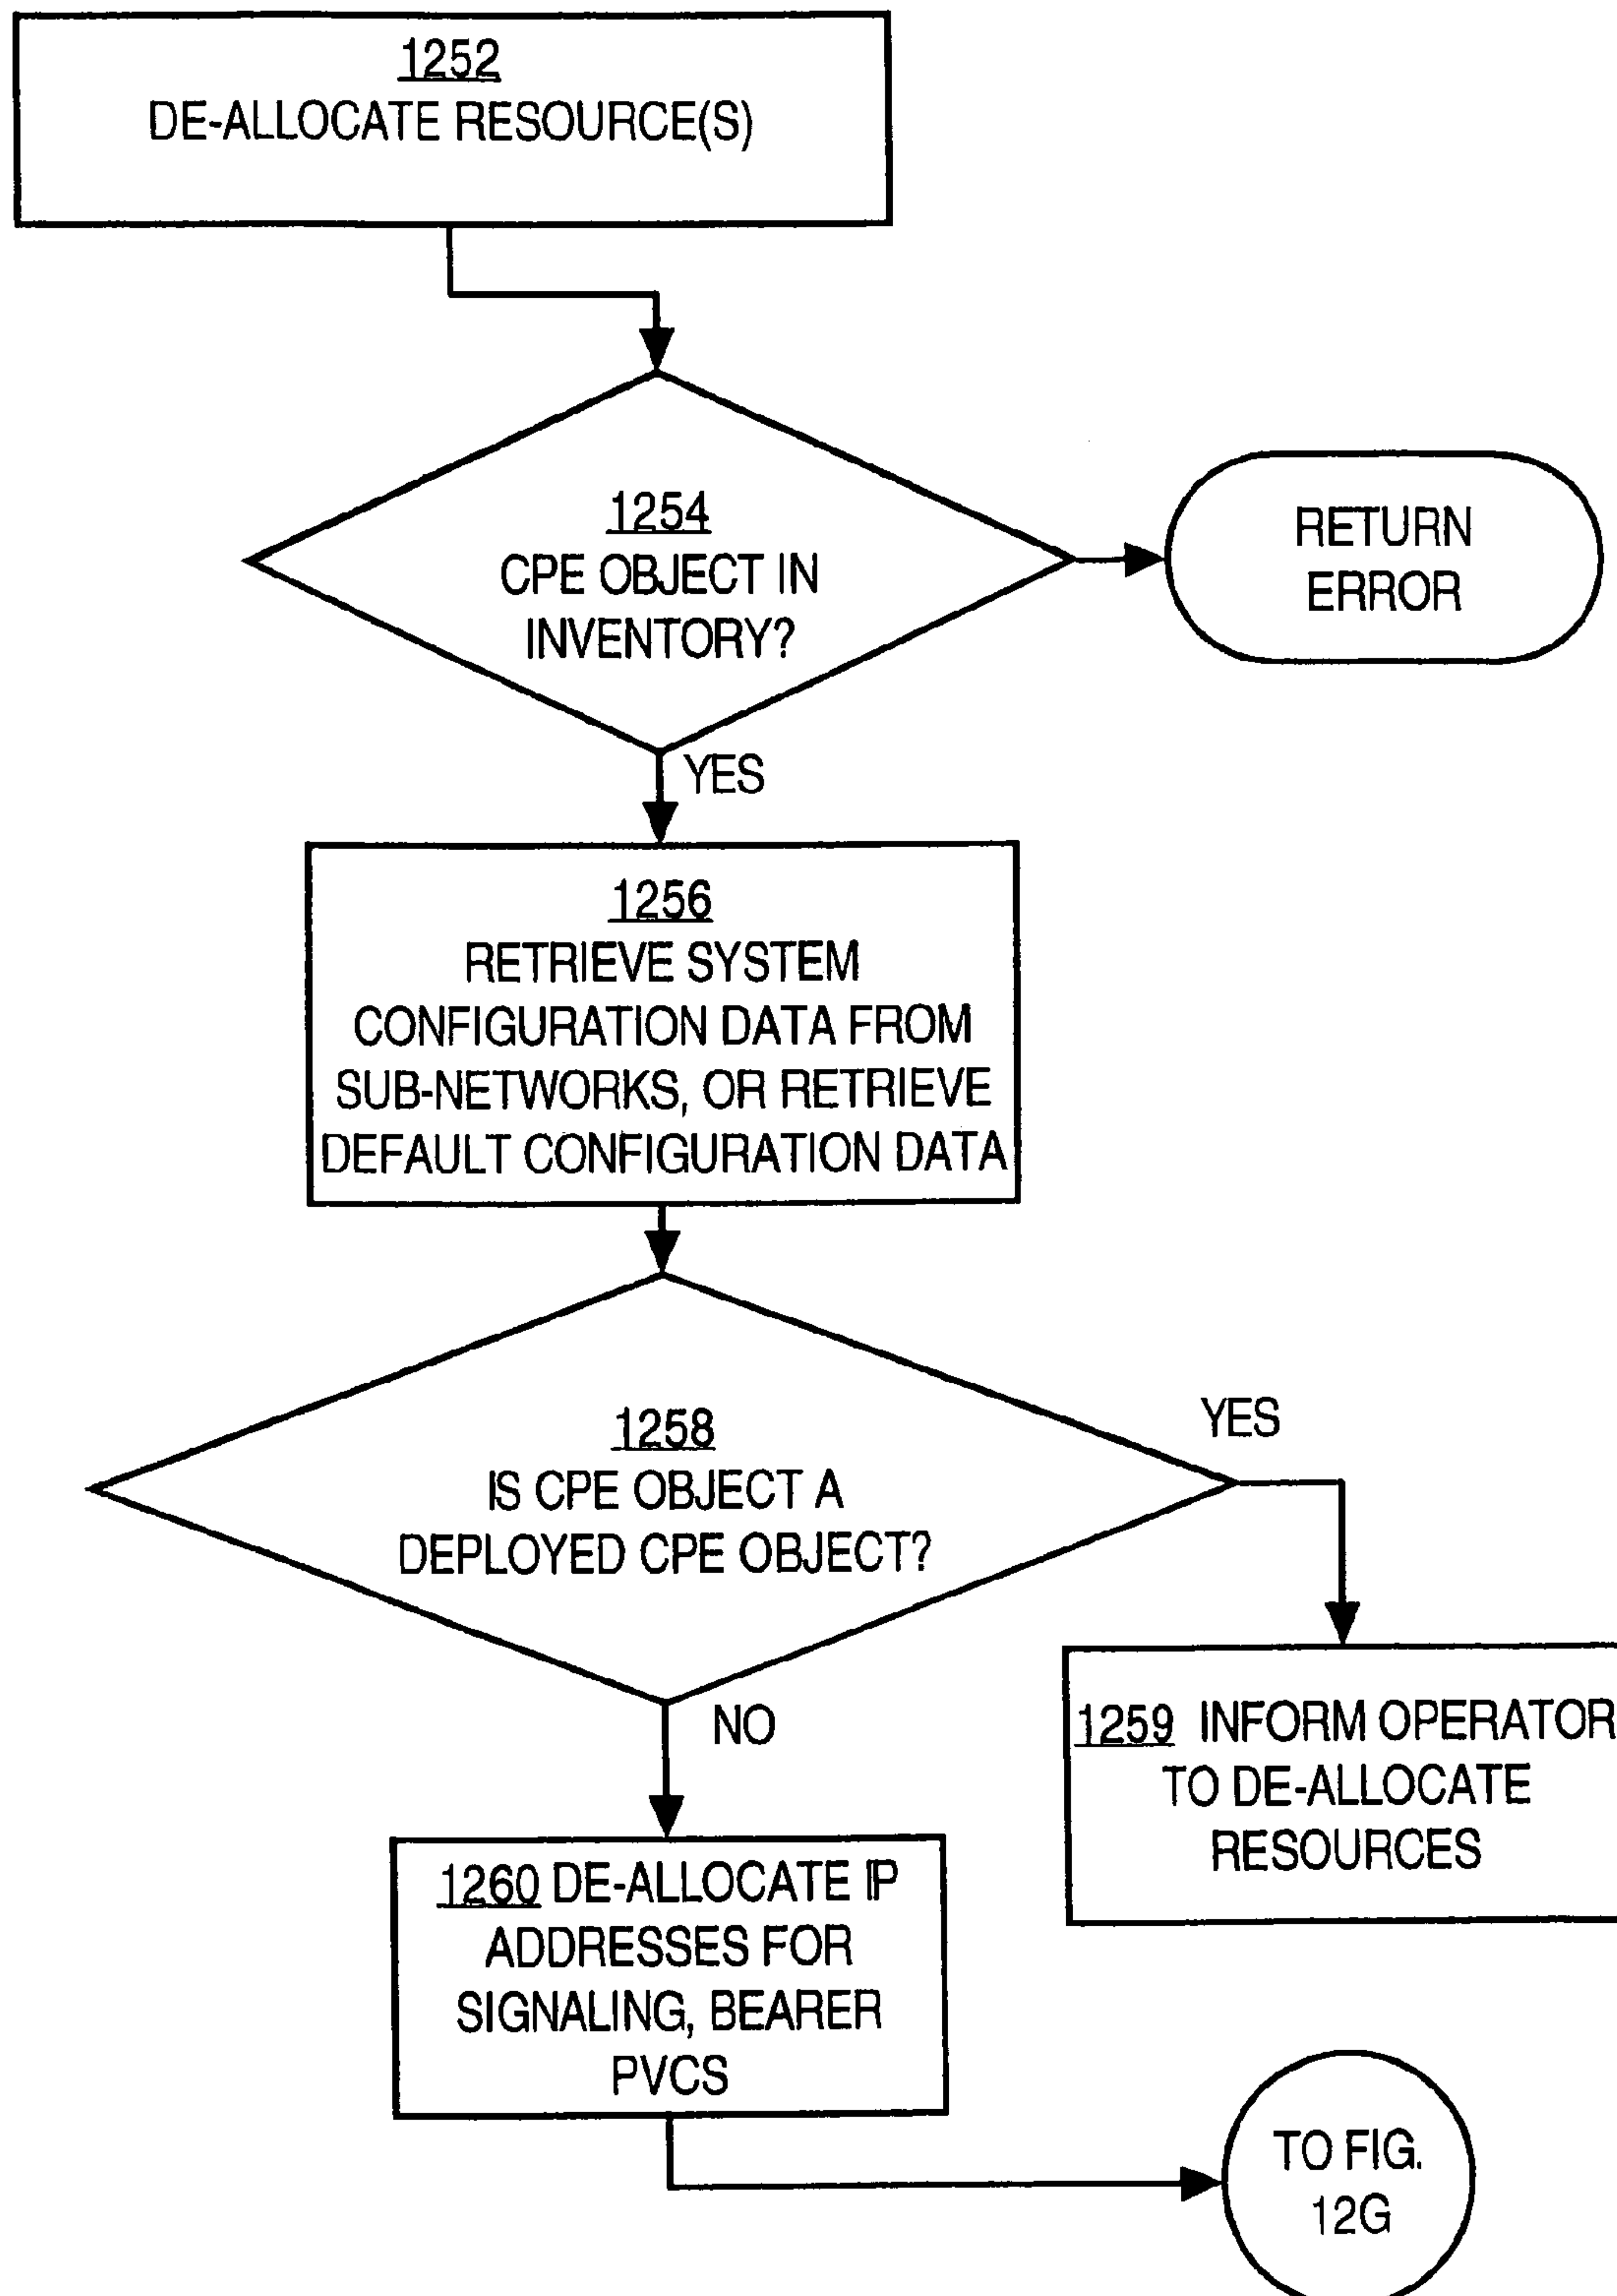 1252
DE-ALLOCATE RESOURCE(S)
1254
CPE OBJECT IN
INVENTORY?
RETURN
ERROR
YES
1256
RETRIEVE SYSTEM
CONFIGURATION DATA FROM
SUB-NETWORKS, OR RETRIEVE
DEFAULT CONFIGURATION DATA
1258
IS CPE OBJECT A
DEPLOYED CPE OBJECT?
YES
NO
1259 INFORM OPERATOR
TO DE-ALLOCATE
RESOURCES
1260 DE-ALLOCATE IP
ADDRESSES FOR
SIGNALING, BEARER
PVCS
TO FIG.
12G